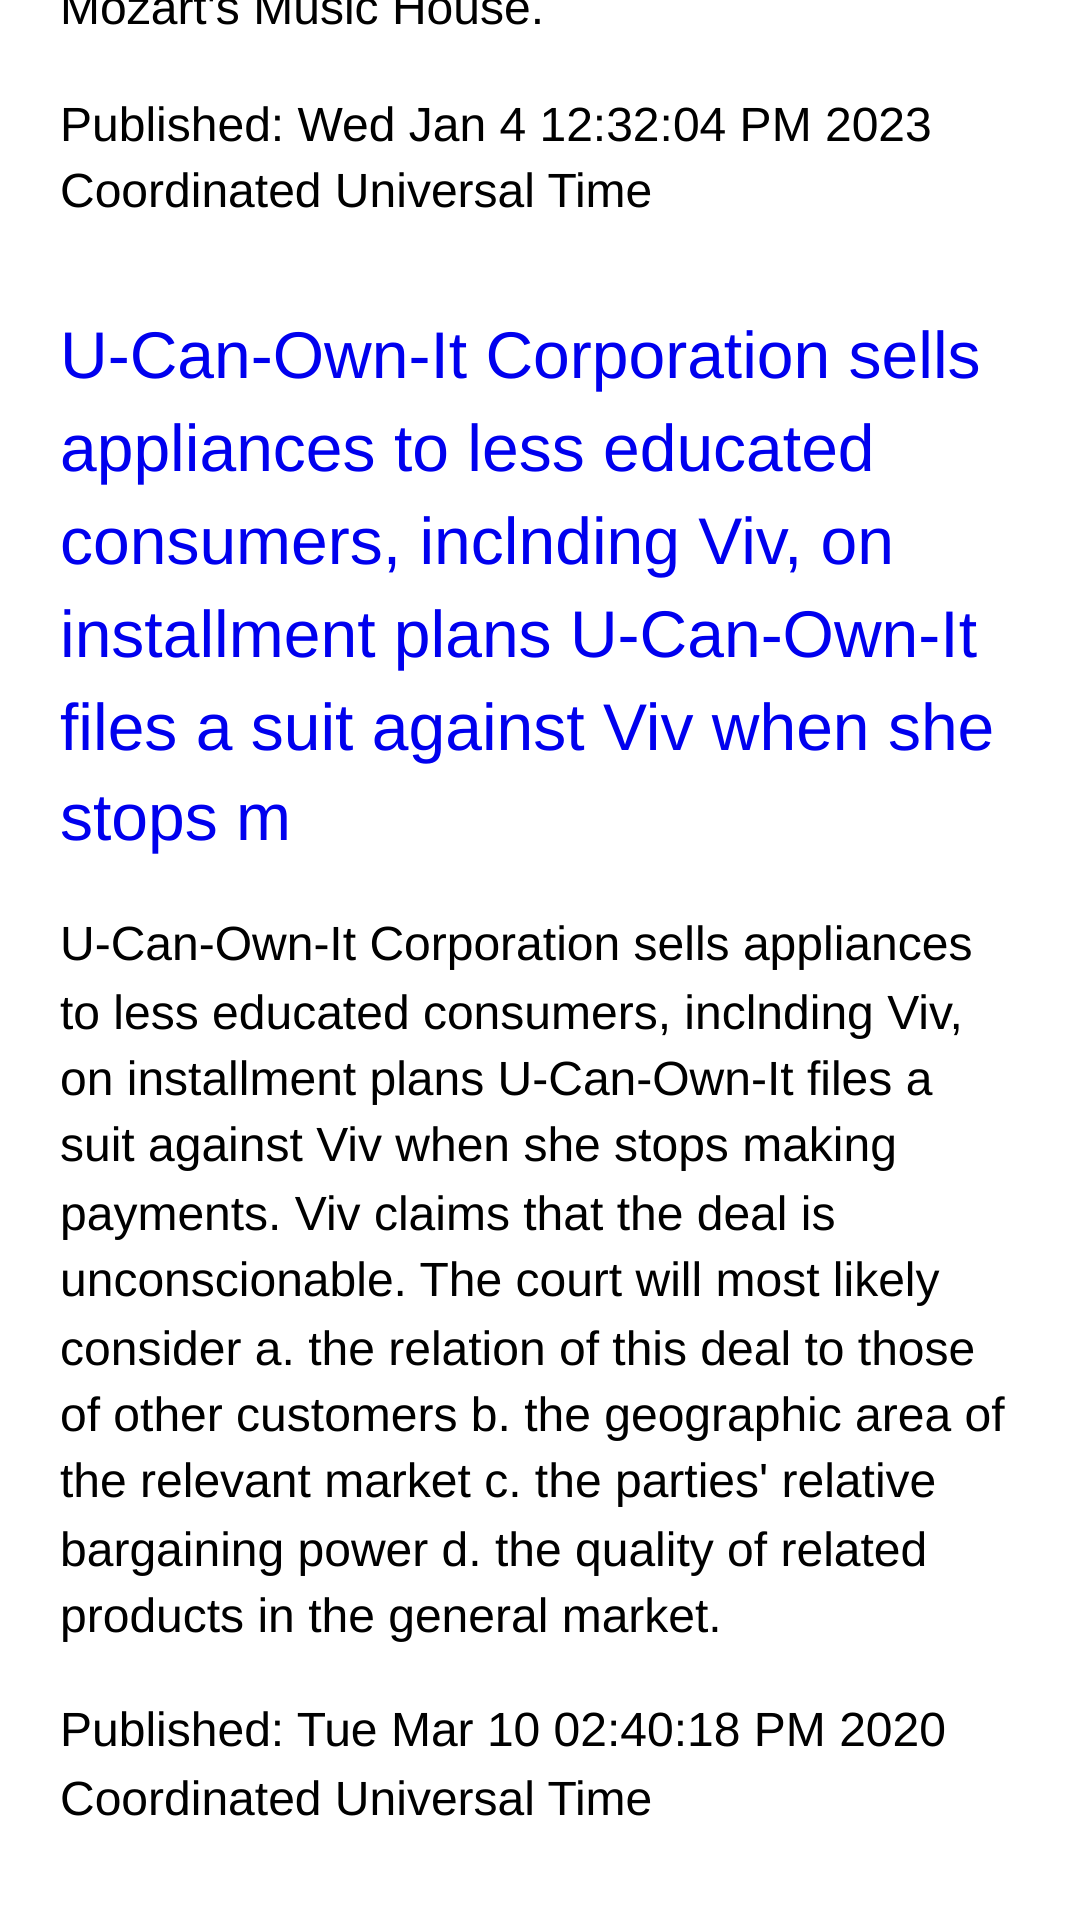 Mozart's Music House.
Published: Wed Jan 4 12:32:04 PM 2023
Coordinated Universal Time
U-Can-Own-It Corporation sells
appliances to less educated
consumers, inclnding Viv, on
installment plans U-Can-Own-It
files a suit against Viv when she
stops m
U-Can-Own-It Corporation sells appliances
to less educated consumers, inclnding Viv,
on installment plans U-Can-Own-It files a
suit against Viv when she stops making
payments. Viv claims that the deal is
unconscionable. The court will most likely
consider a. the relation of this deal to those
of other customers b. the geographic area of
the relevant market c. the parties' relative
bargaining power d. the quality of related
products in the general market.
Published: Tue Mar 10 02:40:18 PM 2020
Coordinated Universal Time